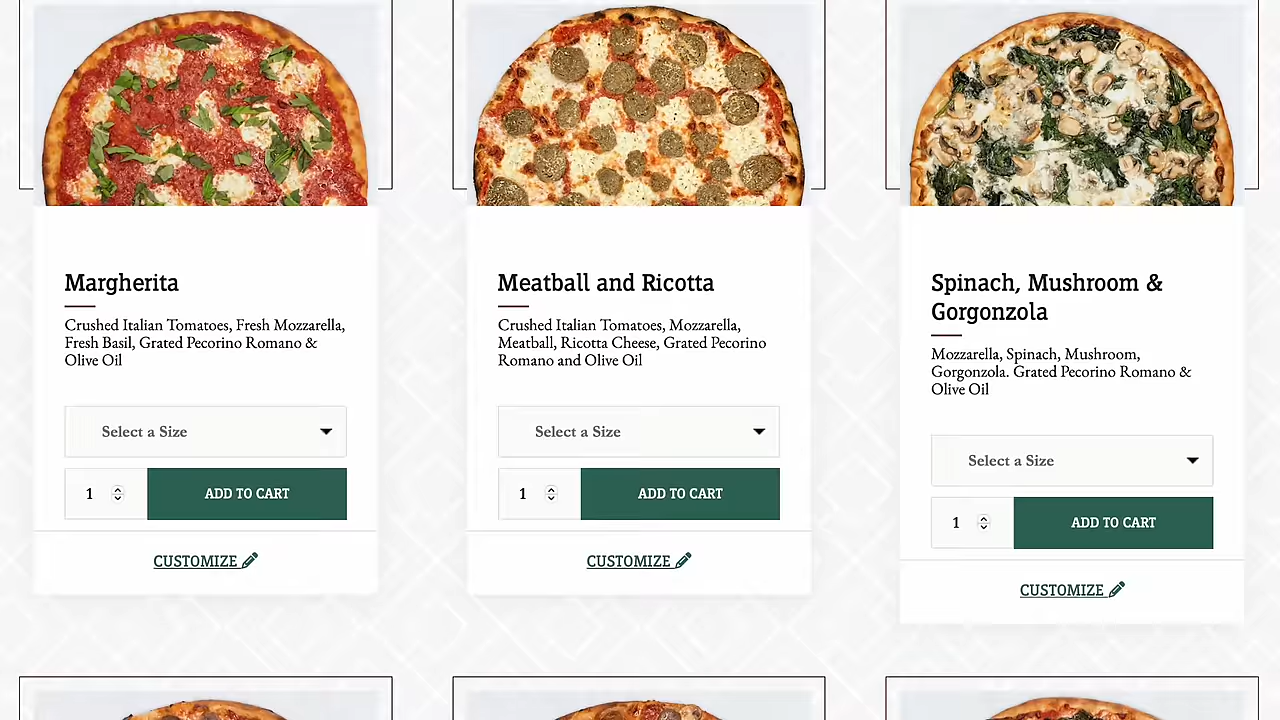 Margherita
Crushed Italian Tomatoes, Fresh Mozzarella,
Fresh Basil, Grated Pecorino Romano &
Olive Oil
Select a Size
1
ADD TO CART
CUSTOMIZE
Meatball and Ricotta
Crushed Italian Tomatoes, Mozzarella,
Meatball, Ricotta Cheese, Grated Pecorino
Romano and Olive Oil
Select a Size
1
ADD TO CART
CUSTOMIZE
Spinach, Mushroom &
Gorgonzola
Mozzarella, Spinach, Mushroom,
Gorgonzola. Grated Pecorino Romano &
Olive Oil
Select a Size
1
ADD TO CART
CUSTOMIZE